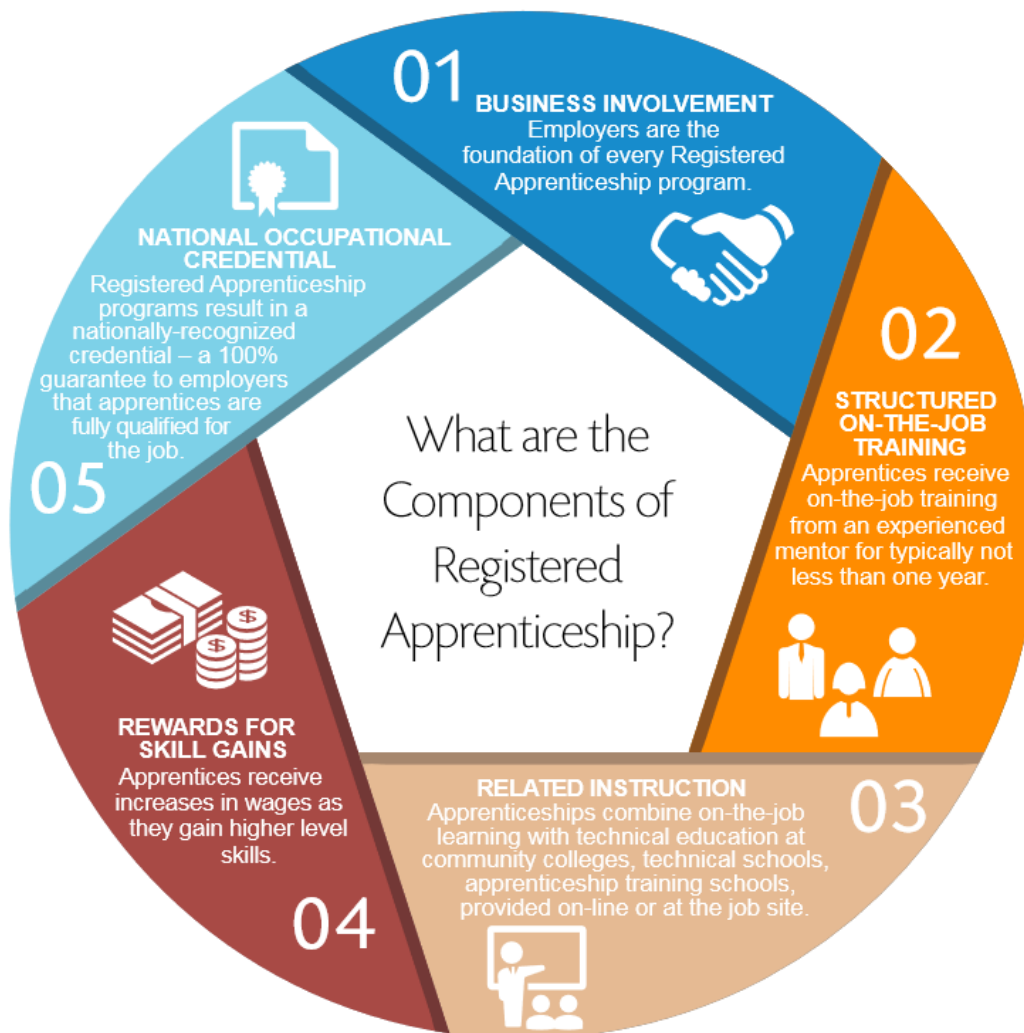 What are the
Components of
Registered
Apprenticeship?
01
BUSINESS INVOLVEMENT
Employers are the
foundation of every Registered
Apprenticeship program.
02
STRUCTURED
ON-THE-JOB
TRAINING
Apprentices receive
on-the-job training
from an experienced
mentor for typically not
less than one year.
03
RELATED INSTRUCTION
Apprenticeships combine on-the-job
learning with technical education at
community colleges, technical schools,
apprenticeship training schools,
provided on-line or at the job site.
04
$
$
REWARDS FOR
SKILL GAINS
Apprentices receive
increases in wages as
they gain higher level
skills.
05
NATIONAL OCCUPATIONAL
CREDENTIAL
Registered Apprenticeship
programs result in a
nationally-recognized
credential – a 100%
guarantee to employers
that apprentices are
fully qualified for
the job.